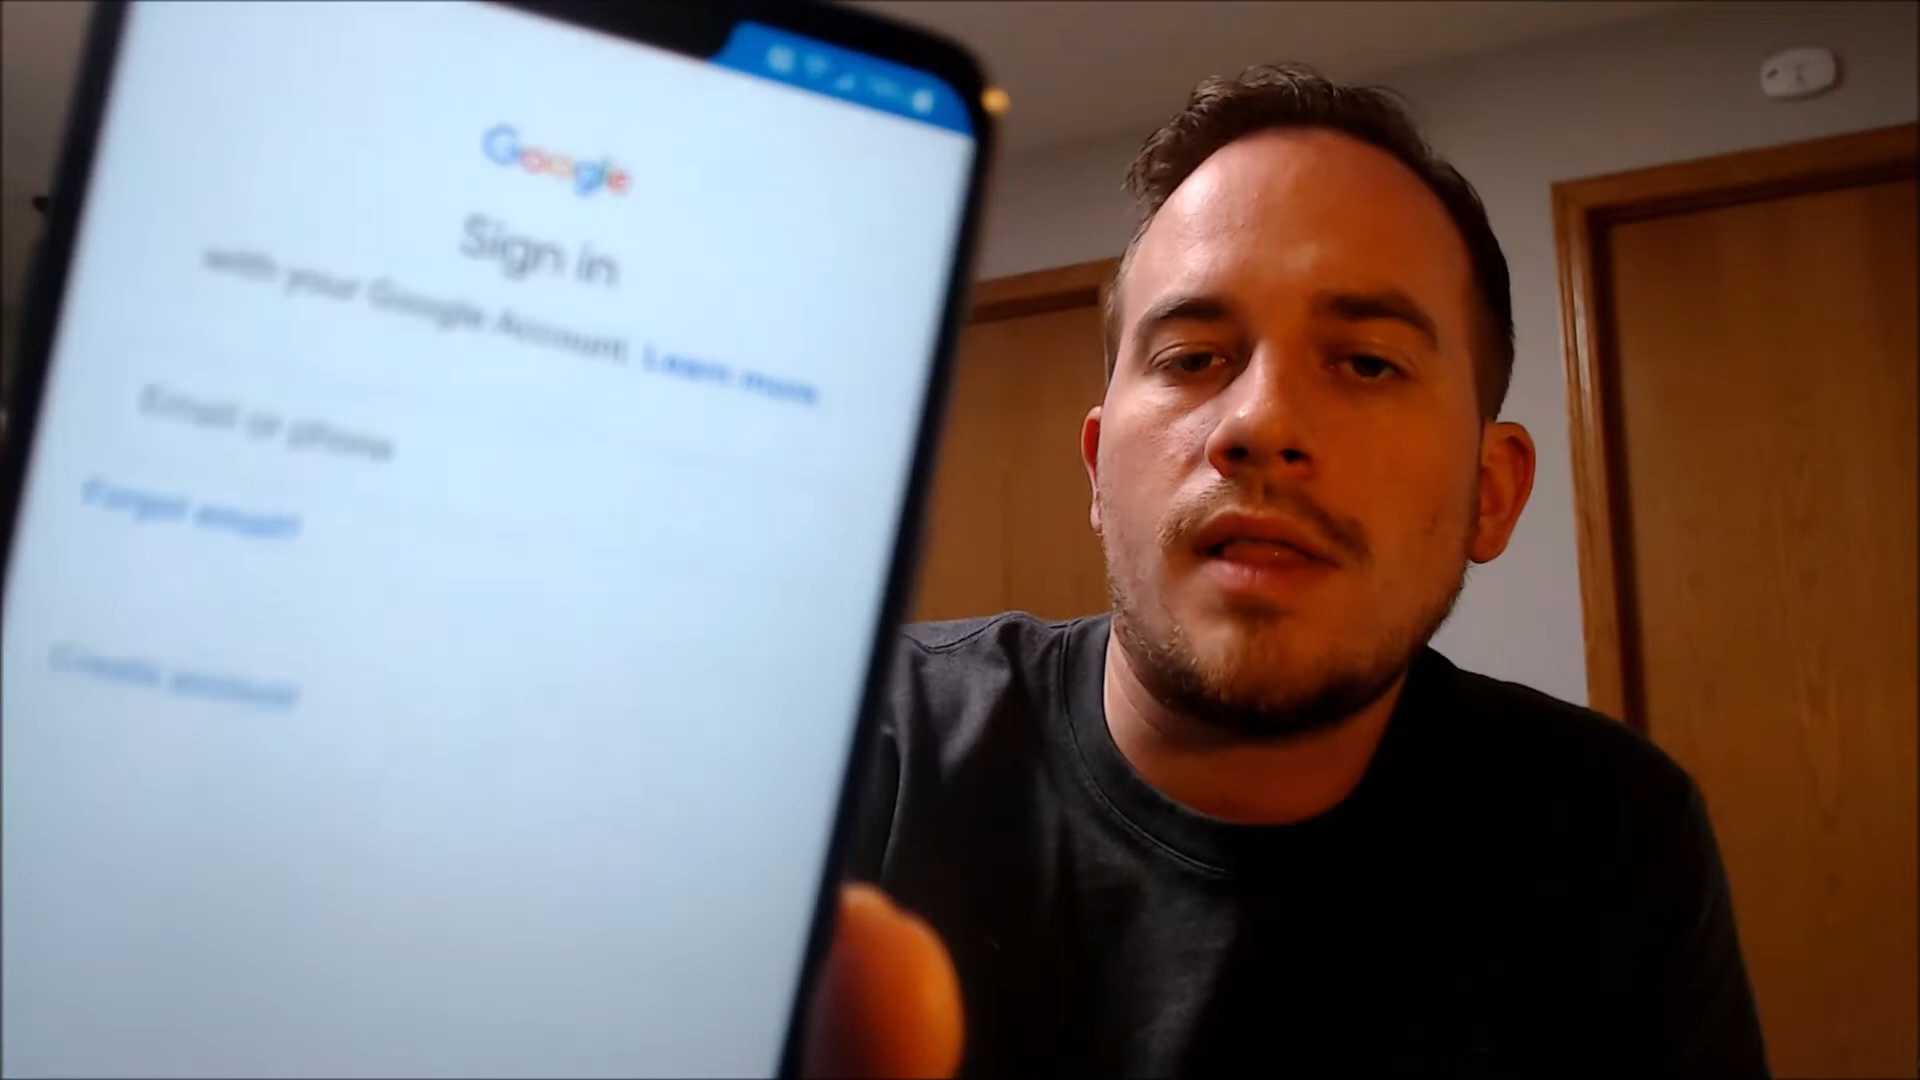 Google
Sign in
with your Google Account. Learn more
Email or phone
Forgot email?
Create account